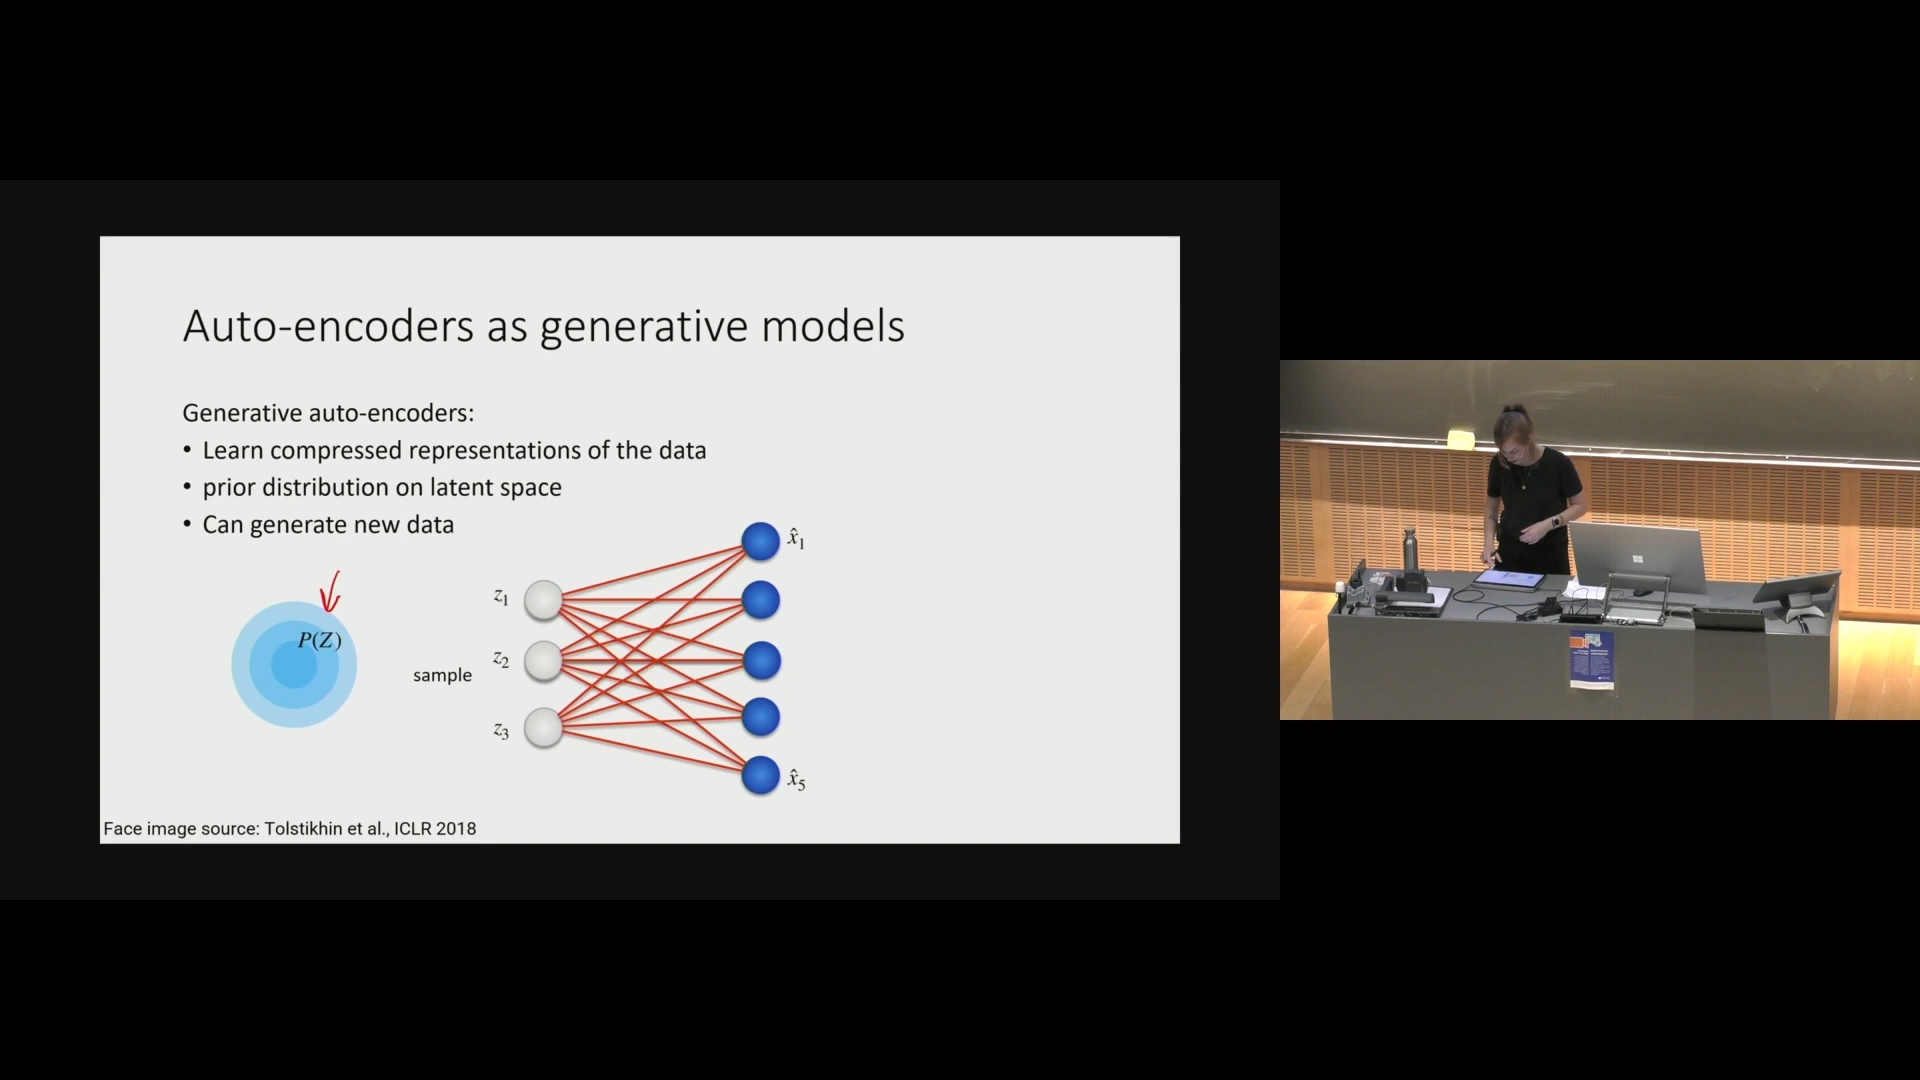 Auto-encoders as generative models
Generative auto-encoders:
• Learn compressed representations of the data
• prior distribution on latent space
• Can generate new data
x̂₁
z₁
P(Z)
z₂
sample
z₃
x̂₅
Face image source: Tolstikhin et al., ICLR 2018